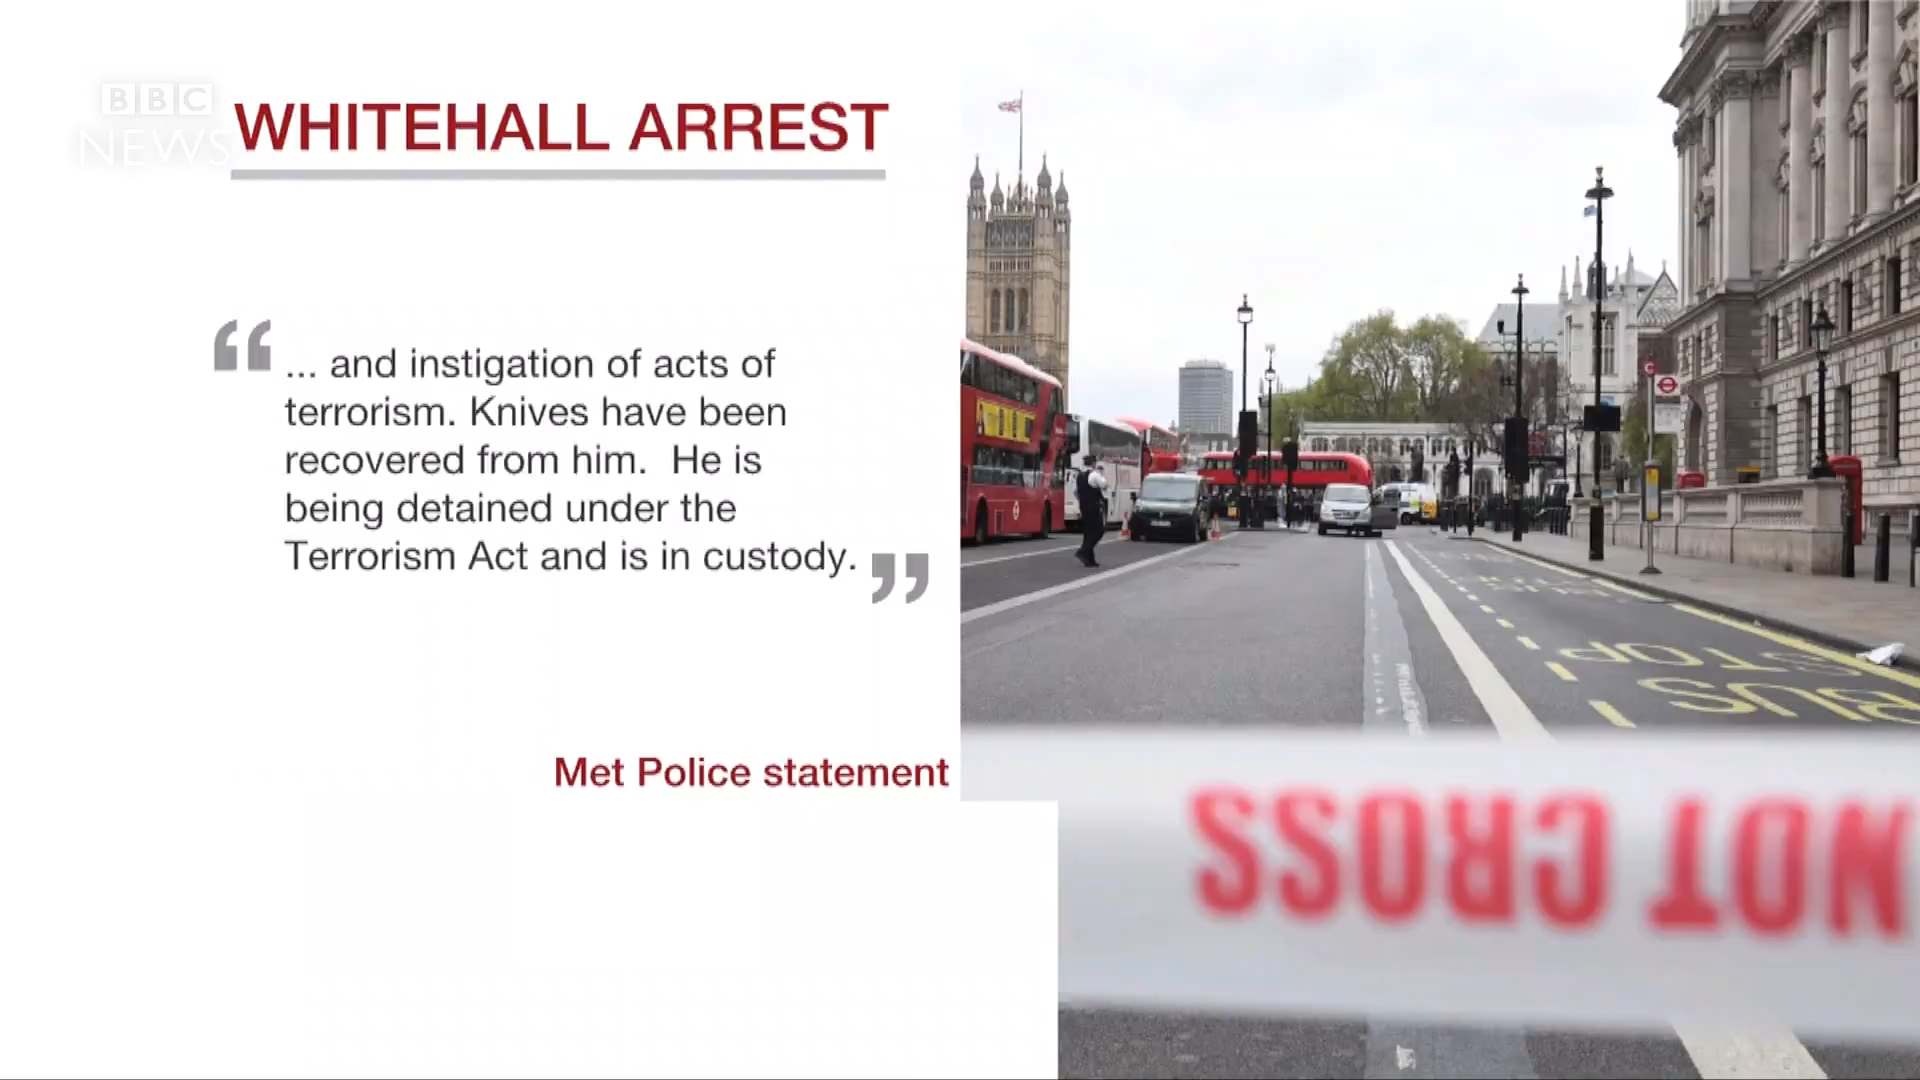 BBC
NEWS
WHITEHALL ARREST
“ ... and instigation of acts of
terrorism. Knives have been
recovered from him.  He is
being detained under the
Terrorism Act and is in custody. ”
Met Police statement
BUS
STOP
NOT CROSS